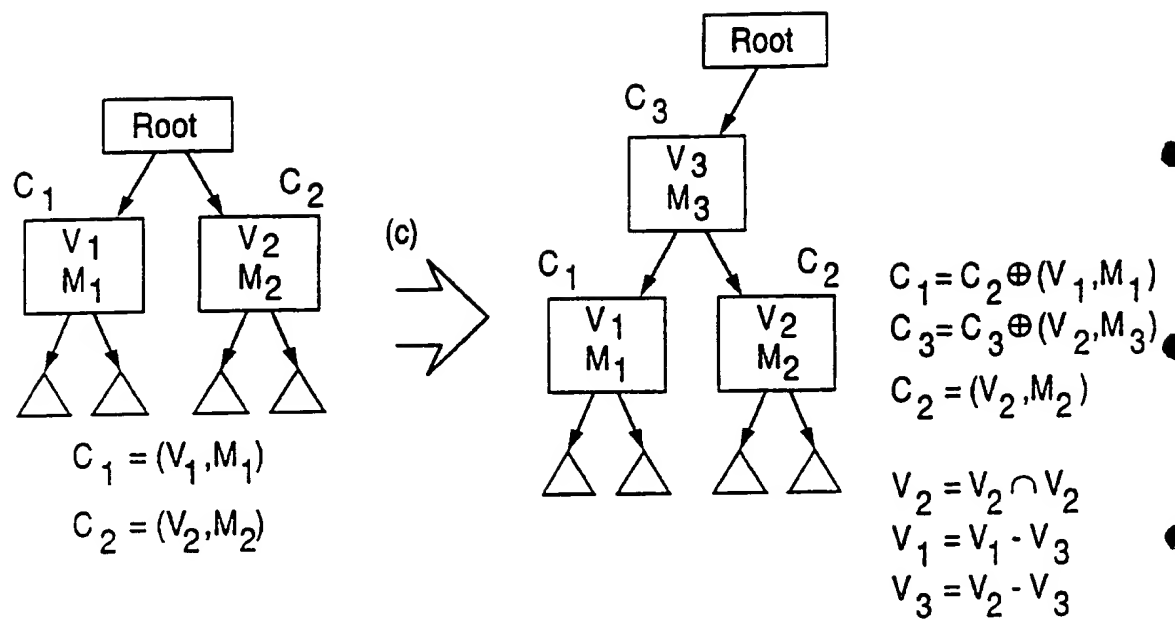 Root
C₁
C₂
V₁
M₁
V₂
M₂
C₁ = (V₁,M₁)
C₂ = (V₂,M₂)
(c)
Root
C₃
V₃
M₃
C₁
C₂
V₁
M₁
V₂
M₂
C₁ = C₂ ⊕ (V₁,M₁)
C₃ = C₃ ⊕ (V₂,M₃)
C₂ = (V₂,M₂)
V₂ = V₂ ∩ V₂
V₁ = V₁ - V₃
V₃ = V₂ - V₃